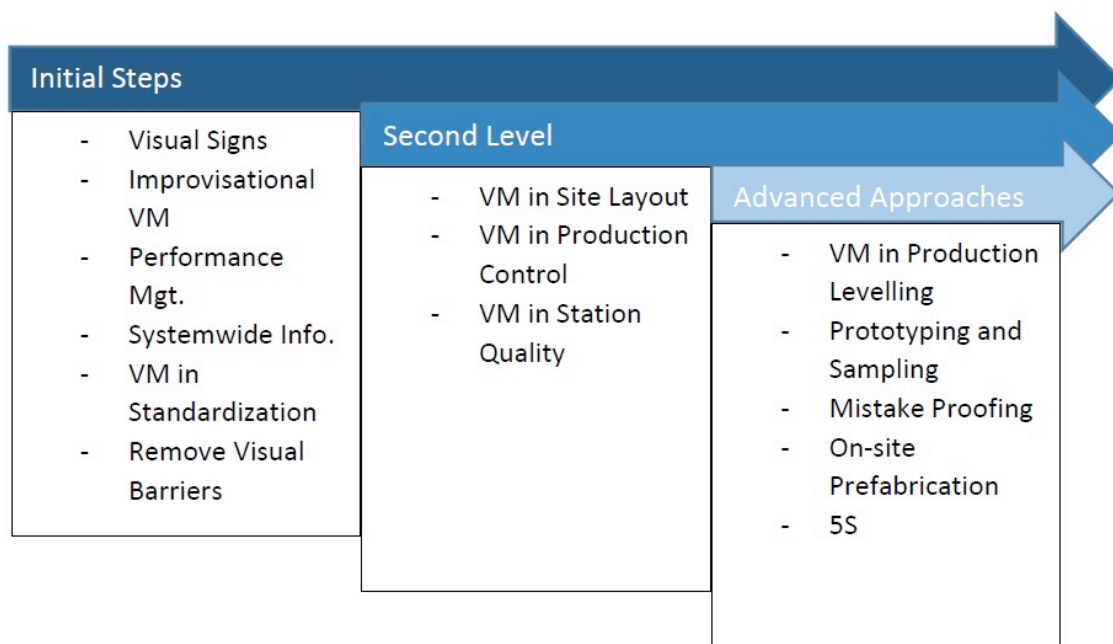 Initial Steps
- Visual Signs
- Improvisational
VM
- Performance
Mgt.
- Systemwide Info.
- VM in
Standardization
- Remove Visual
Barriers
Second Level
- VM in Site Layout
- VM in Production
Control
- VM in Station
Quality
Advanced Approaches
- VM in Production
Levelling
- Prototyping and
Sampling
- Mistake Proofing
- On-site
Prefabrication
- 5S